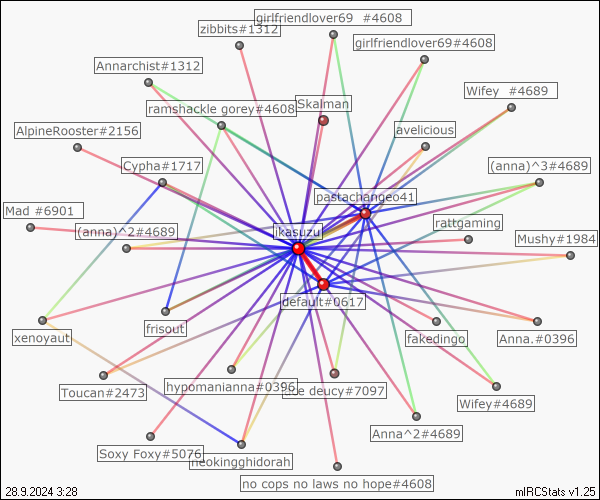 girlfriendlover69 #4608
zibbits#1312
girlfriendlover69#4608
Annarchist#1312
Wifey #4689
ramshackle gorey#4608
Skalman
AlpineRooster#2156
avelicious
Cypha#1717
(anna)^3#4689
pastachange041
Mad #6901
rattgaming
(anna)^2#4689
Ikasuzu
Mushy#1984
default#0617
frisout
fakedingo
Anna.#0396
xenoyaut
hypomanianna#0396
deucy#7097
Toucan#2473
Wifey#4689
Anna^2#4689
Soxy Foxy#5076
neokingghidorah
no cops no laws no hope#4608
28.9.2024 3:28
mIRCStats v1.25